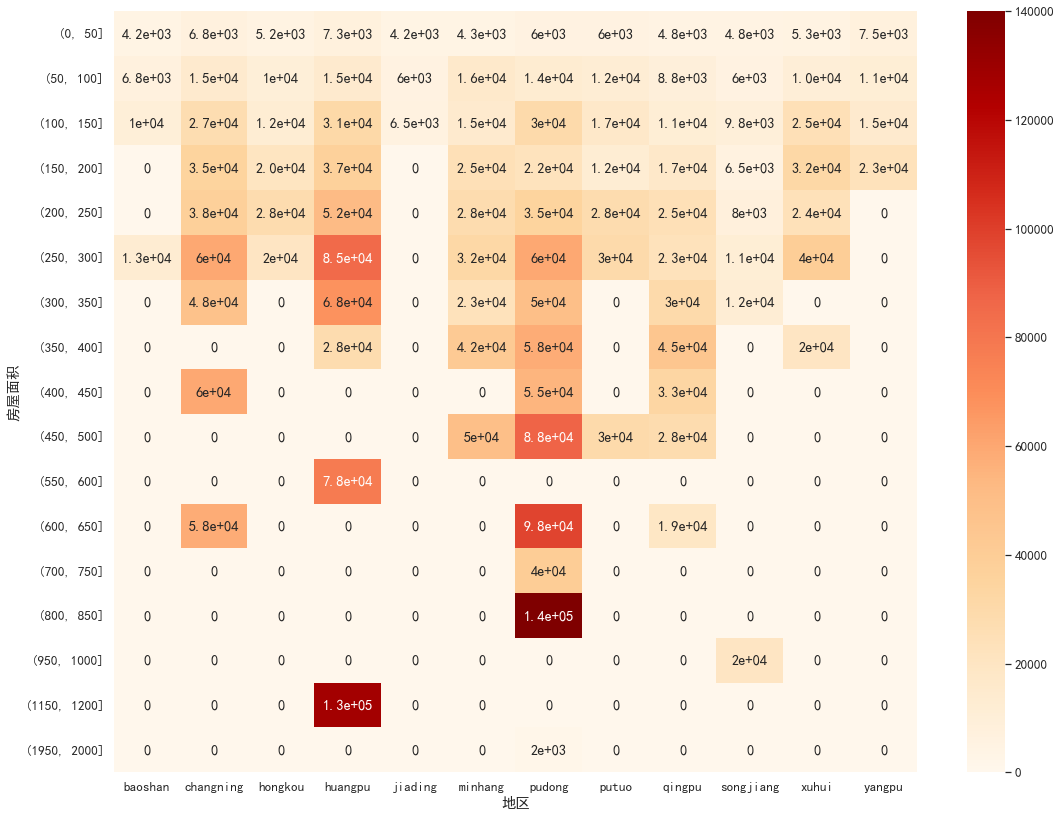 (0, 50] 4.2e+03 6.8e+03 5.2e+03 7.3e+03 4.2e+03 4.3e+03 6e+03 6e+03 4.8e+03 4.8e+03 5.3e+03 7.5e+03 140000
(50, 100] 6.8e+03 1.5e+04 1e+04 1.5e+04 6e+03 1.6e+04 1.4e+04 1.2e+04 8.8e+03 6e+03 1.0e+04 1.1e+04
(100, 150] 1e+04 2.7e+04 1.2e+04 3.1e+04 6.5e+03 1.5e+04 3e+04 1.7e+04 1.1e+04 9.8e+03 2.5e+04 1.5e+04 120000
(150, 200] 0 3.5e+04 2.0e+04 3.7e+04 0 2.5e+04 2.2e+04 1.2e+04 1.7e+04 6.5e+03 3.2e+04 2.3e+04
(200, 250] 0 3.8e+04 2.8e+04 5.2e+04 0 2.8e+04 3.5e+04 2.8e+04 2.5e+04 8e+03 2.4e+04 0 100000
(250, 300] 1.3e+04 6e+04 2e+04 8.5e+04 0 3.2e+04 6e+04 3e+04 2.3e+04 1.1e+04 4e+04 0
(300, 350] 0 4.8e+04 0 6.8e+04 0 2.3e+04 5e+04 0 3e+04 1.2e+04 0 0 80000
(350, 400] 0 0 0 2.8e+04 0 4.2e+04 5.8e+04 0 4.5e+04 0 2e+04 0
房屋面积
(400, 450] 0 6e+04 0 0 0 0 5.5e+04 0 3.3e+04 0 0 0
(450, 500] 0 0 0 0 0 5e+04 8.8e+04 3e+04 2.8e+04 0 0 0 60000
(550, 600] 0 0 0 7.8e+04 0 0 0 0 0 0 0 0
(600, 650] 0 5.8e+04 0 0 0 0 9.8e+04 0 1.9e+04 0 0 0
(700, 750] 0 0 0 0 0 0 4e+04 0 0 0 0 0 40000
(800, 850] 0 0 0 0 0 0 1.4e+05 0 0 0 0 0
(950, 1000] 0 0 0 0 0 0 0 0 0 2e+04 0 0 20000
(1150, 1200] 0 0 0 1.3e+05 0 0 0 0 0 0 0 0
(1950, 2000] 0 0 0 0 0 0 2e+03 0 0 0 0 0 0
baoshan changning hongkou huangpu jiading minhang pudong putuo qingpu songjiang xuhui yangpu
地区